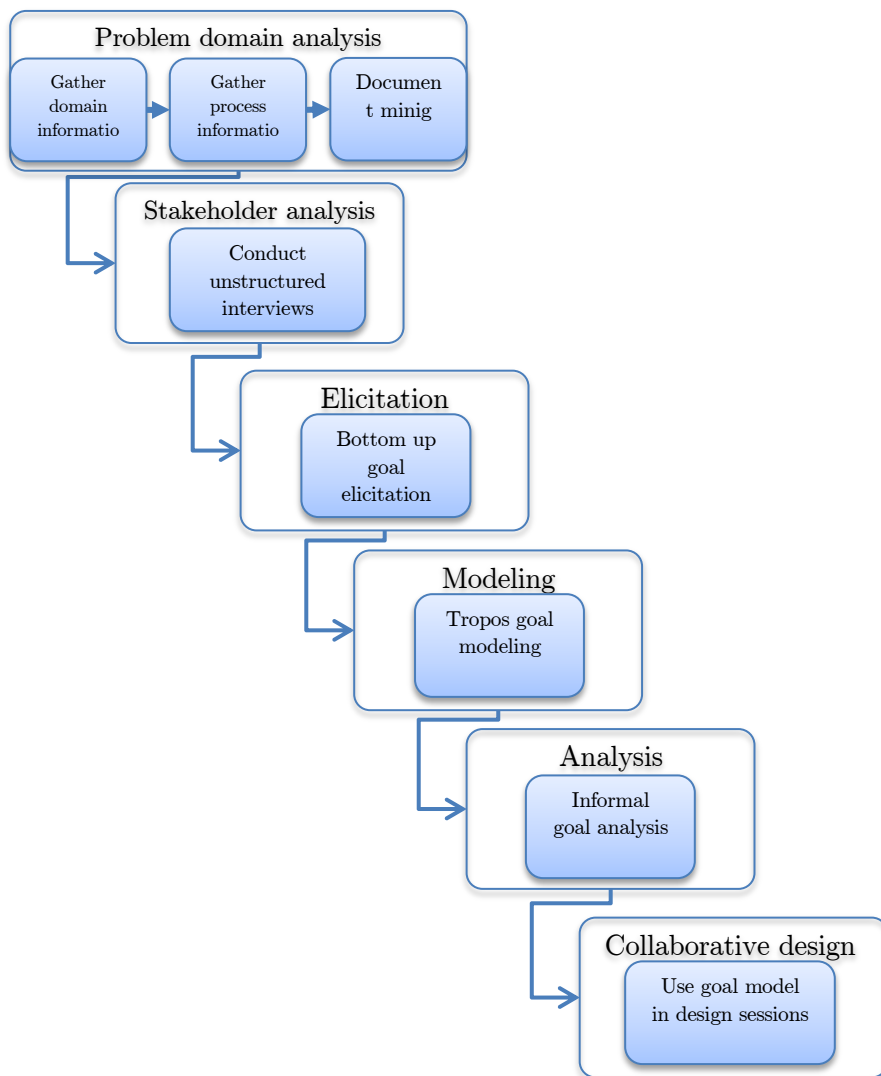 Problem domain analysis
Gather
domain
informatio
Gather
process
informatio
Documen
t minig
Stakeholder analysis
Conduct
unstructured
interviews
Elicitation
Bottom up
goal
elicitation
Modeling
Tropos goal
modeling
Analysis
Informal
goal analysis
Collaborative design
Use goal model
in design sessions